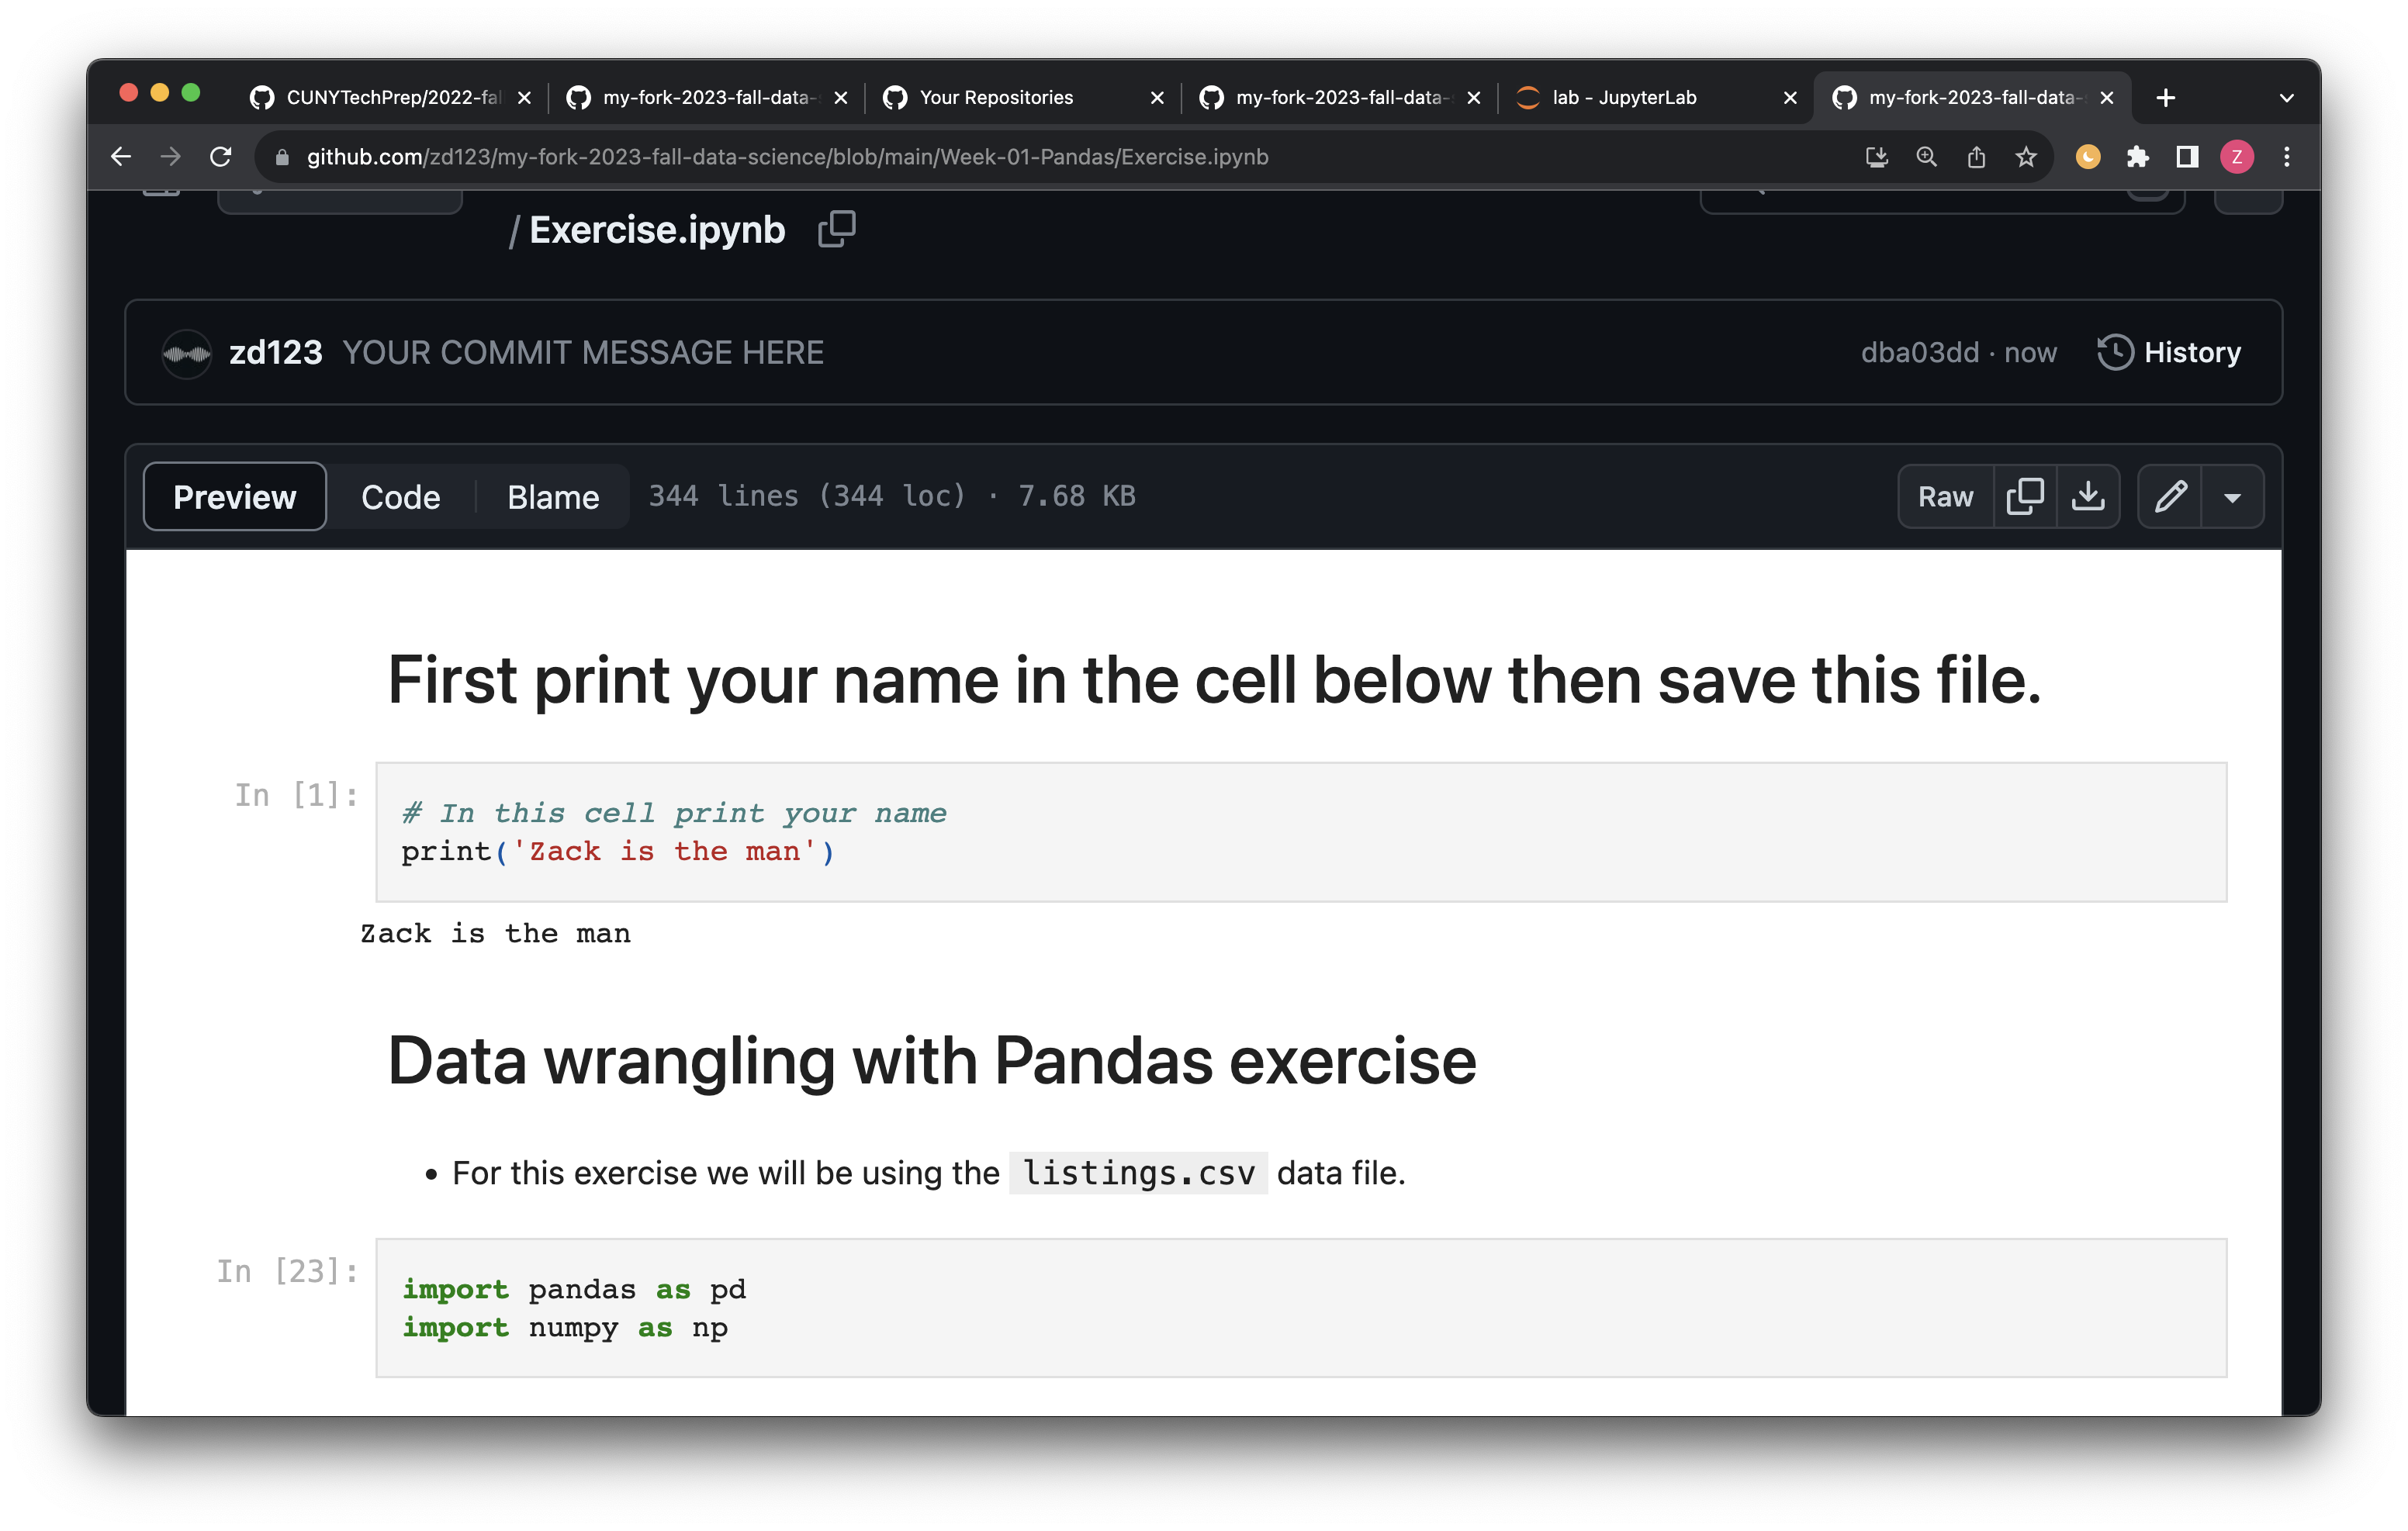 CUNYTechPrep/2022-fal
my-fork-2023-fall-data-
Your Repositories
my-fork-2023-fall-data-
lab - JupyterLab
my-fork-2023-fall-data-
github.com/zd123/my-fork-2023-fall-data-science/blob/main/Week-01-Pandas/Exercise.ipynb
Z
/ Exercise.ipynb
zd123 YOUR COMMIT MESSAGE HERE
dba03dd · now
History
Preview
Code
Blame
344 lines (344 loc) · 7.68 KB
Raw
First print your name in the cell below then save this file.
In [1]:
# In this cell print your name
print('Zack is the man')
Zack is the man
Data wrangling with Pandas exercise
• For this exercise we will be using the listings.csv data file.
In [23]:
import pandas as pd
import numpy as np